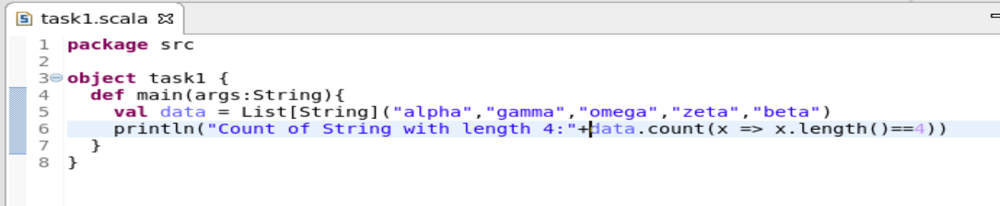 task1.scala
1 package src
2
3 object task1 {
4 def main(args:String){
5 val data = List[String]("alpha","gamma","omega","zeta","beta")
6 println("Count of String with length 4:"+data.count(x => x.length()==4))
7 }
8 }